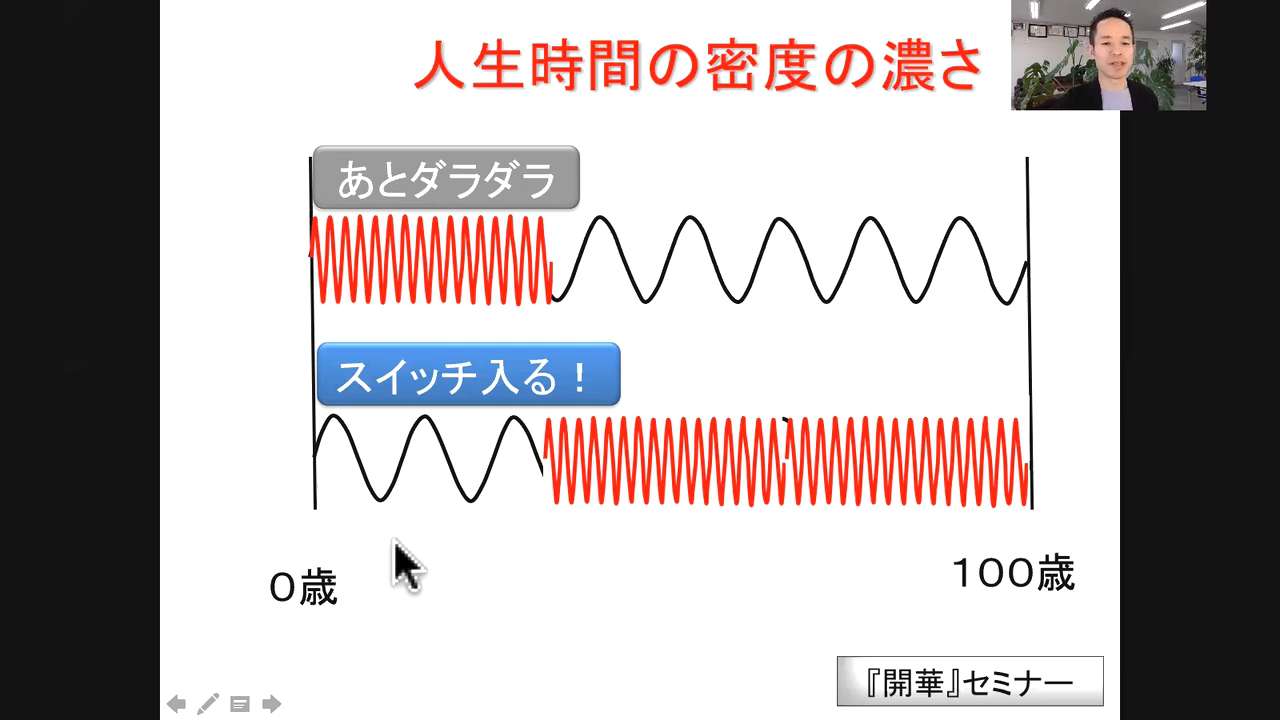 人生時間の密度の濃さ
あとダラダラ
スイッチ入る！
０歳
１００歳
『開華』セミナー